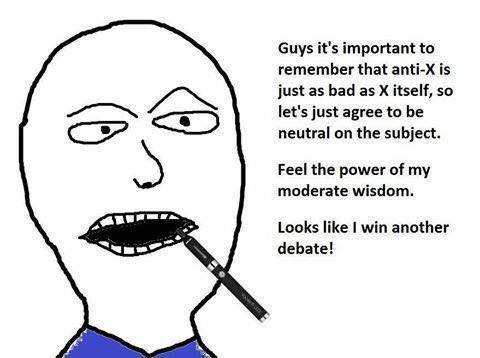 Guys it's important to
remember that anti-X is
just as bad as X itself, so
let's just agree to be
neutral on the subject.
Feel the power of my
moderate wisdom.
Looks like I win another
debate!